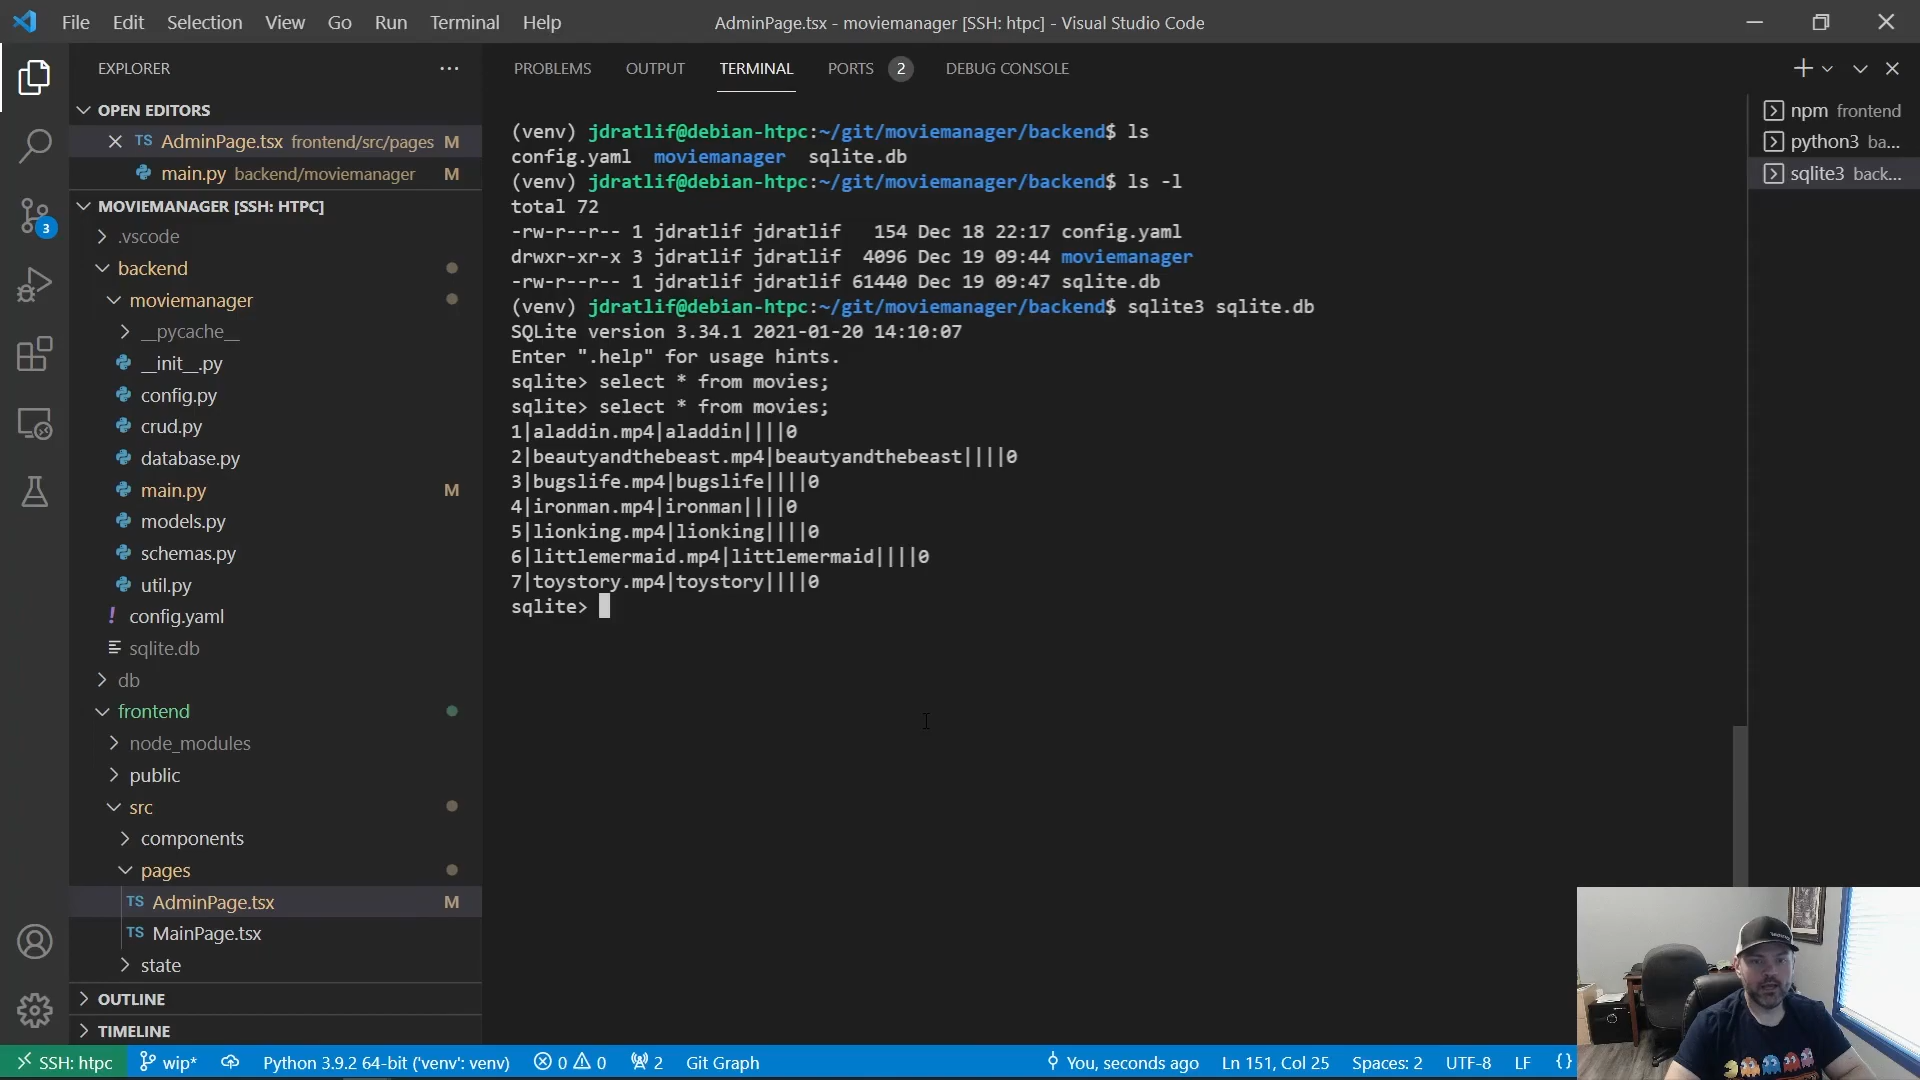 File Edit Selection View Go Run Terminal Help
AdminPage.tsx - moviemanager [SSH: htpc] - Visual Studio Code
EXPLORER
OPEN EDITORS
TS AdminPage.tsx frontend/src/pages M
main.py backend/moviemanager M
MOVIEMANAGER [SSH: HTPC]
.vscode
backend
moviemanager
__pycache__
__init__.py
config.py
crud.py
database.py
main.py M
models.py
schemas.py
util.py
! config.yaml
sqlite.db
db
frontend
node_modules
public
src
components
pages
TS AdminPage.tsx M
TS MainPage.tsx
state
OUTLINE
TIMELINE
3
PROBLEMS OUTPUT TERMINAL PORTS 2 DEBUG CONSOLE
(venv) jdratlif@debian-htpc:~/git/moviemanager/backend$ ls
config.yaml moviemanager sqlite.db
(venv) jdratlif@debian-htpc:~/git/moviemanager/backend$ ls -l
total 72
-rw-r--r-- 1 jdratlif jdratlif 154 Dec 18 22:17 config.yaml
drwxr-xr-x 3 jdratlif jdratlif 4096 Dec 19 09:44 moviemanager
-rw-r--r-- 1 jdratlif jdratlif 61440 Dec 19 09:47 sqlite.db
(venv) jdratlif@debian-htpc:~/git/moviemanager/backend$ sqlite3 sqlite.db
SQLite version 3.34.1 2021-01-20 14:10:07
Enter ".help" for usage hints.
sqlite> select * from movies;
sqlite> select * from movies;
1|aladdin.mp4|aladdin||||0
2|beautyandthebeast.mp4|beautyandthebeast||||0
3|bugslife.mp4|bugslife||||0
4|ironman.mp4|ironman||||0
5|lionking.mp4|lionking||||0
6|littlemermaid.mp4|littlemermaid||||0
7|toystory.mp4|toystory||||0
sqlite>
npm frontend
python3 ba...
sqlite3 back...
SSH: htpc wip* Python 3.9.2 64-bit ('venv': venv) 0 0 2 Git Graph You, seconds ago Ln 151, Col 25 Spaces: 2 UTF-8 LF {}